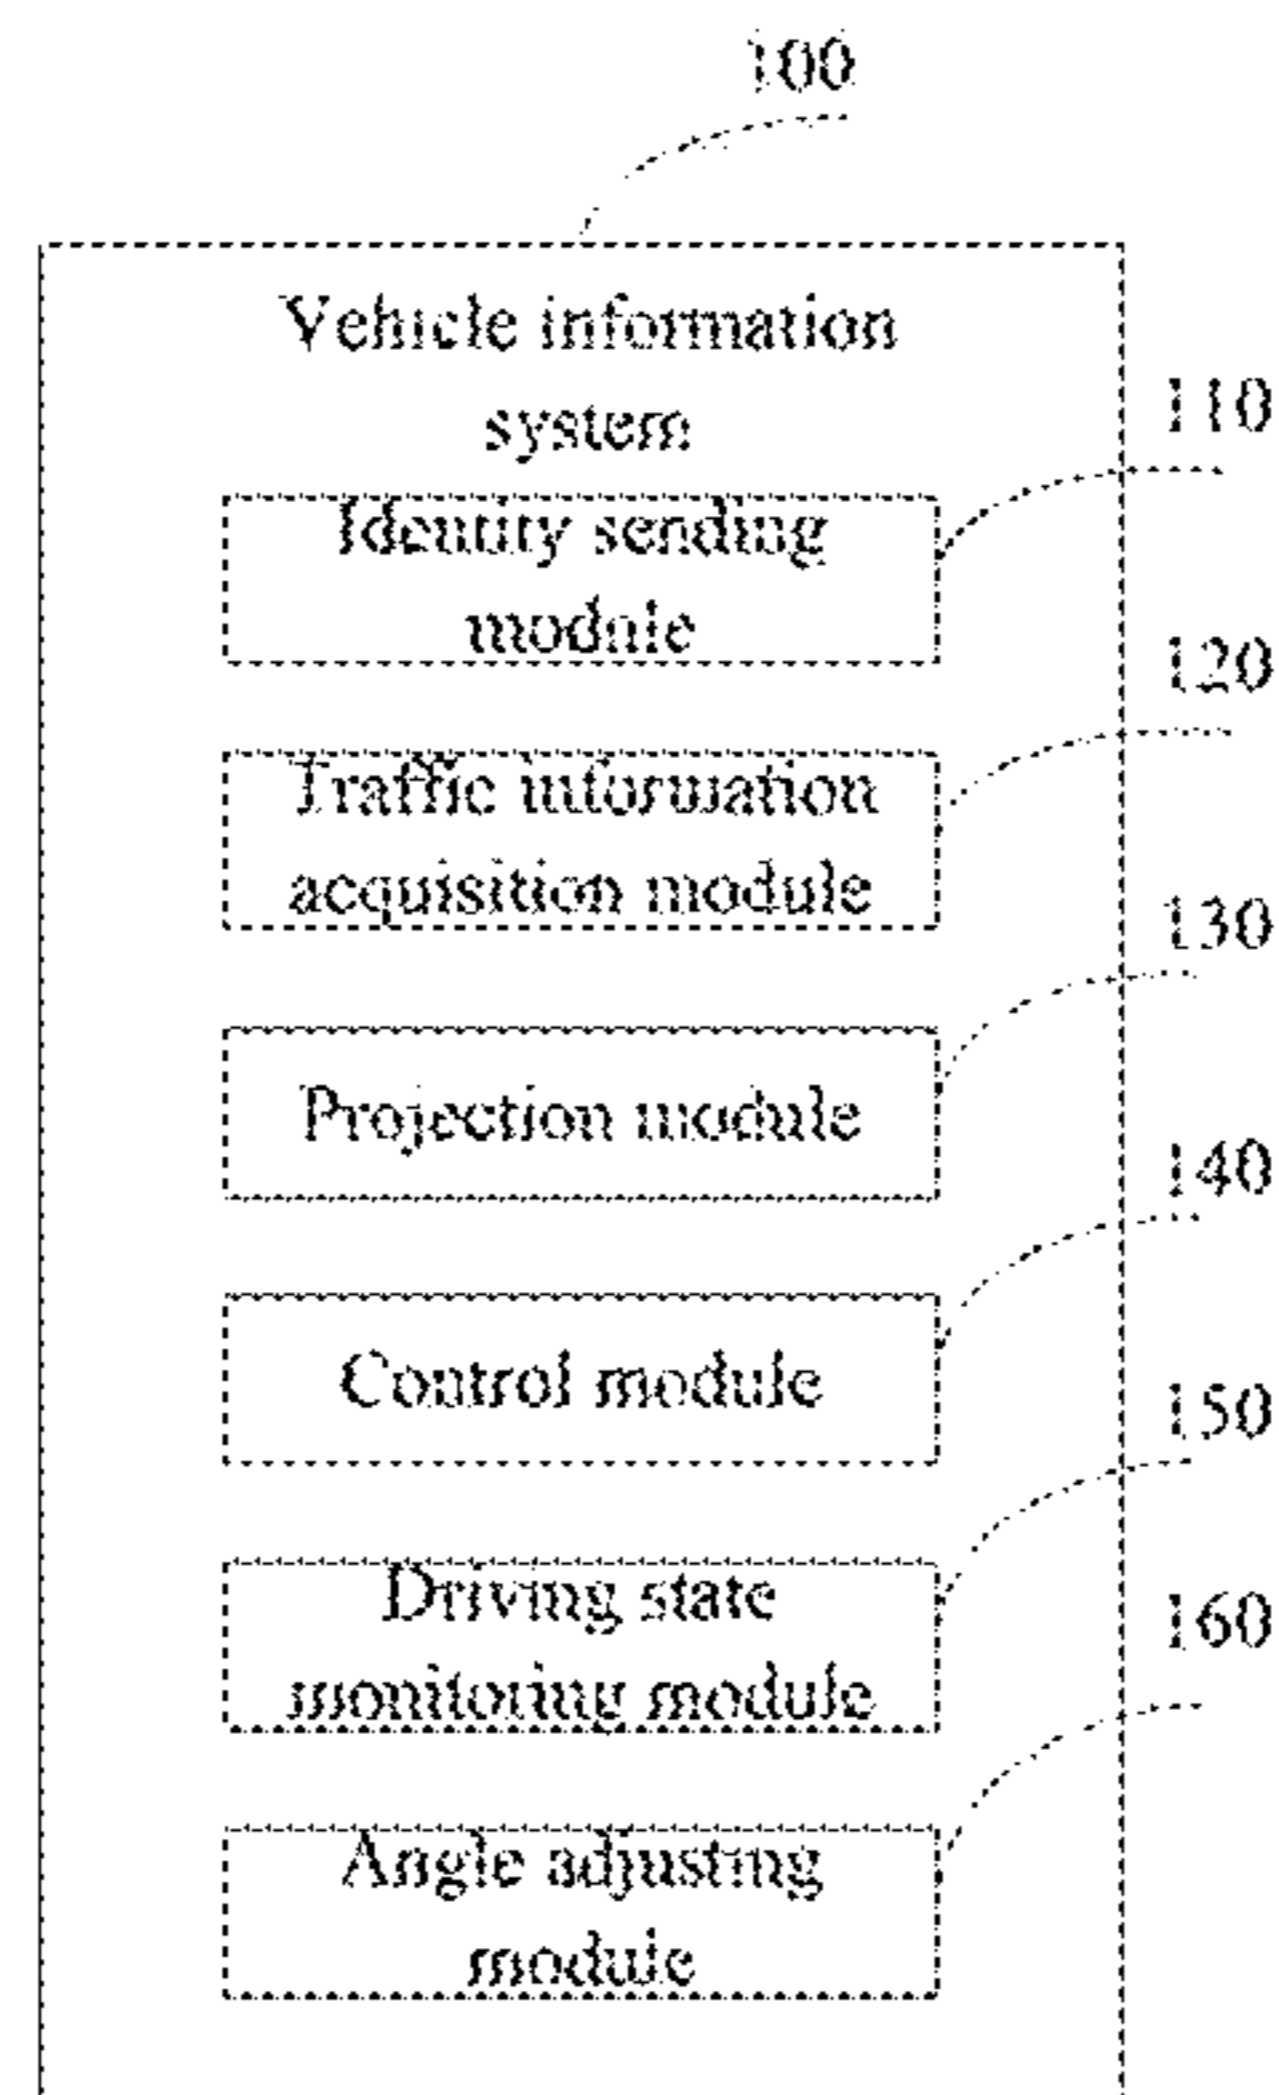 100
Vehicle information
system
110
Identity sending
module
120
Traffic information
acquisition module
130
Projection module
140
Control module
150
Driving state
monitoring module
160
Angle adjusting
module